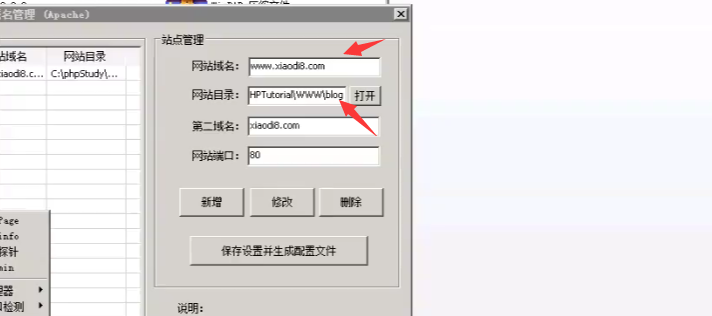 名管理 (Apache)
站点管理
站域名 网站目录
xiaodi8.c... C:\phpStudy\...
网站域名: www.xiaodi8.com
网站目录: HPTutorial\WWW\blog 打开
第二域名: xiaodi8.com
网站端口: 80
新增 修改 删除
保存设置并生成配置文件
说明:
Page
info
探针
min
理器
检测